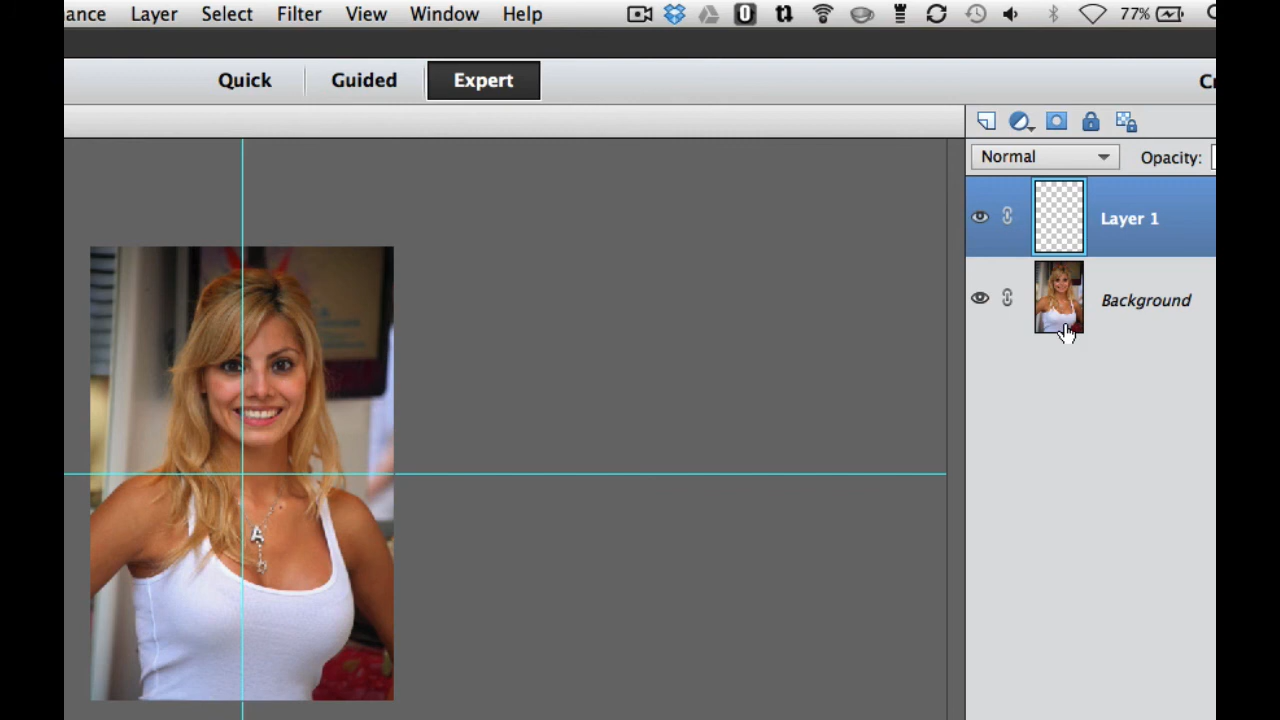 ance Layer Select Filter View Window Help 77%
Quick Guided Expert Cr
Normal Opacity:
Layer 1
Background
A